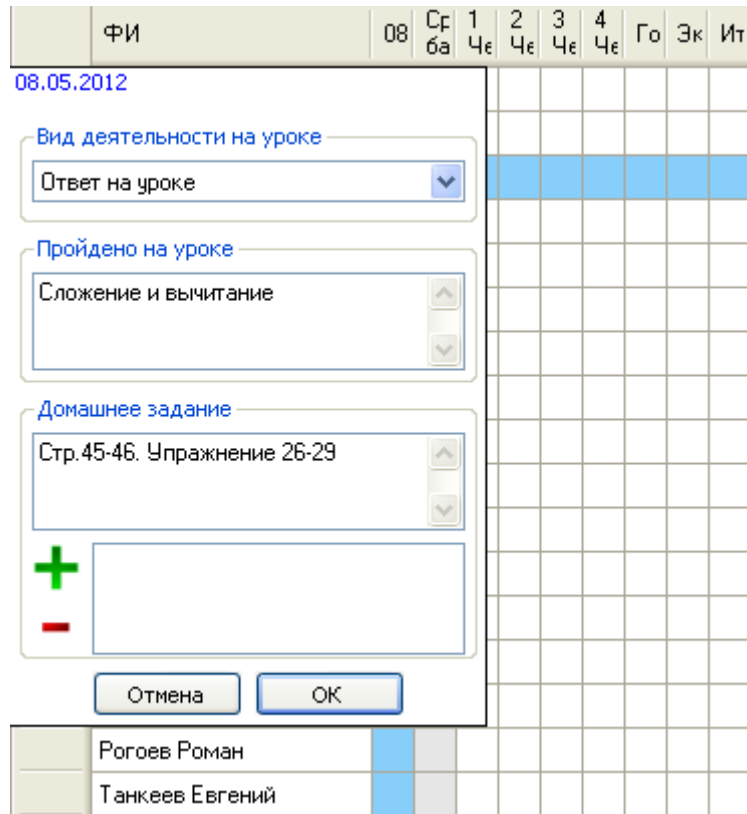 ФИ 08 Ср ба 1 Че 2 Че 3 Че 4 Че Го Эк Ит
08.05.2012
Вид деятельности на уроке
Ответ на уроке
Пройдено на уроке
Сложение и вычитание
Домашнее задание
Стр.45-46. Упражнение 26-29
Отмена ОК
Рогоев Роман
Танкеев Евгений